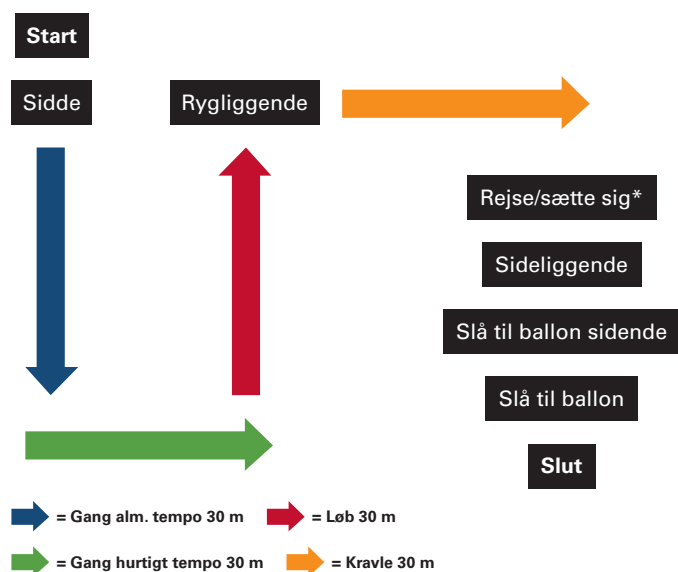 Start
Sidde
Rygliggende
Rejse/sætte sig*
Sideliggende
Slå til ballon sidende
Slå til ballon
Slut
= Gang alm. tempo 30 m
= Løb 30 m
= Gang hurtigt tempo 30 m
= Kravle 30 m